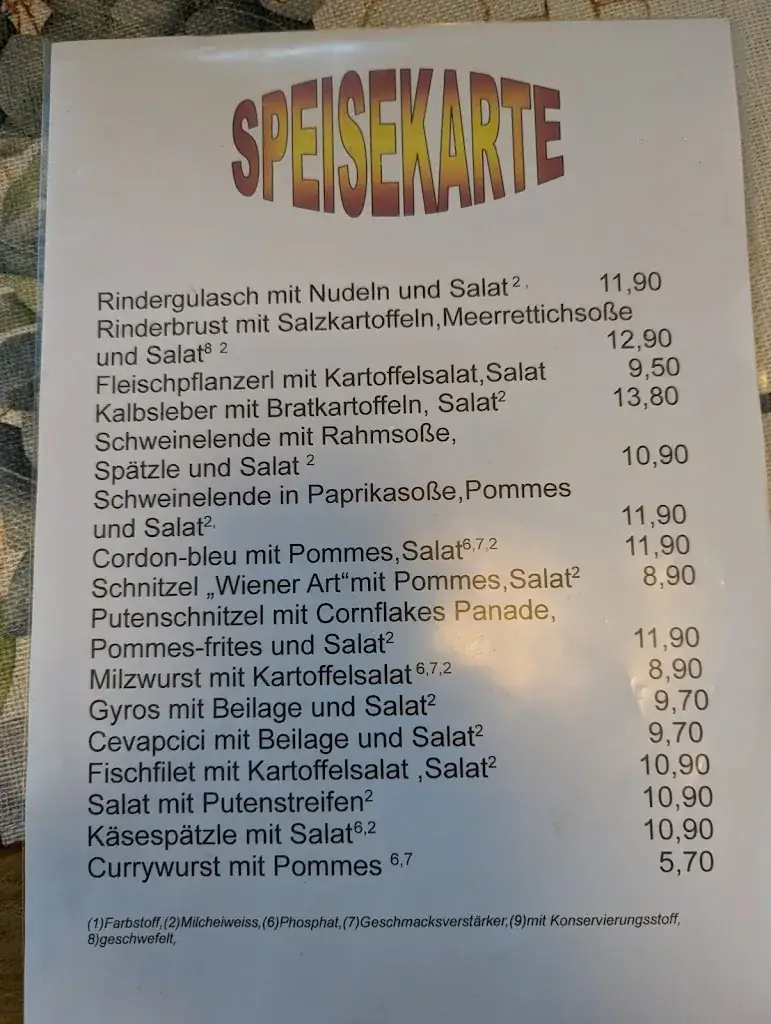 SPEISEKARTE
Rindergulasch mit Nudeln und Salat², 11,90
Rinderbrust mit Salzkartoffeln,Meerrettichsoße
und Salat⁸ ² 12,90
Fleischpflanzerl mit Kartoffelsalat,Salat 9,50
Kalbsleber mit Bratkartoffeln, Salat² 13,80
Schweinelende mit Rahmsoße,
Spätzle und Salat ² 10,90
Schweinelende in Paprikasoße,Pommes
und Salat², 11,90
Cordon-bleu mit Pommes,Salat⁶,⁷,² 11,90
Schnitzel „Wiener Art“mit Pommes,Salat² 8,90
Putenschnitzel mit Cornflakes Panade,
Pommes-frites und Salat² 11,90
Milzwurst mit Kartoffelsalat ⁶,⁷,² 8,90
Gyros mit Beilage und Salat² 9,70
Cevapcici mit Beilage und Salat² 9,70
Fischfilet mit Kartoffelsalat ,Salat² 10,90
Salat mit Putenstreifen² 10,90
Käsespätzle mit Salat⁶,² 10,90
Currywurst mit Pommes ⁶,⁷ 5,70
(1)Farbstoff,(2)Milcheiweiss,(6)Phosphat,(7)Geschmacksverstärker,(9)mit Konservierungsstoff,
8)geschwefelt,